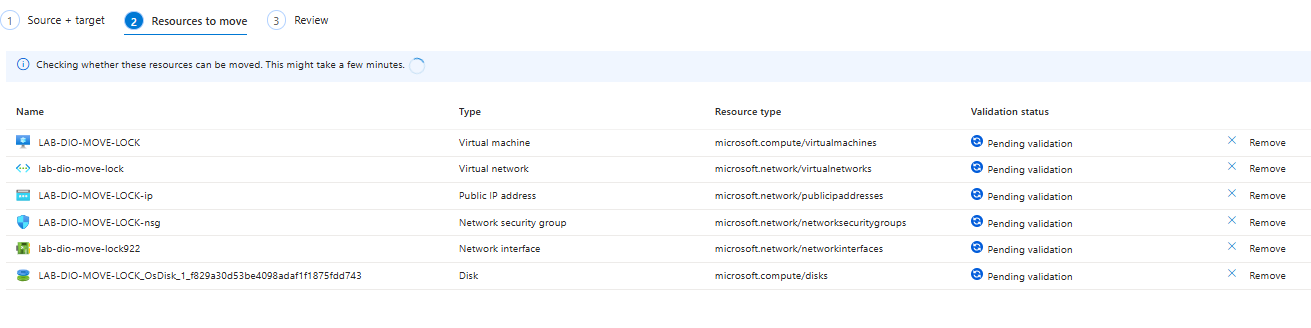 1 Source + target 2 Resources to move 3 Review
Checking whether these resources can be moved. This might take a few minutes.
Name Type Resource type Validation status
LAB-DIO-MOVE-LOCK Virtual machine microsoft.compute/virtualmachines Pending validation Remove
lab-dio-move-lock Virtual network microsoft.network/virtualnetworks Pending validation Remove
LAB-DIO-MOVE-LOCK-ip Public IP address microsoft.network/publicipaddresses Pending validation Remove
LAB-DIO-MOVE-LOCK-nsg Network security group microsoft.network/networksecuritygroups Pending validation Remove
lab-dio-move-lock922 Network interface microsoft.network/networkinterfaces Pending validation Remove
LAB-DIO-MOVE-LOCK_OsDisk_1_f829a30d53be4098adaf1f1875fdd743 Disk microsoft.compute/disks Pending validation Remove